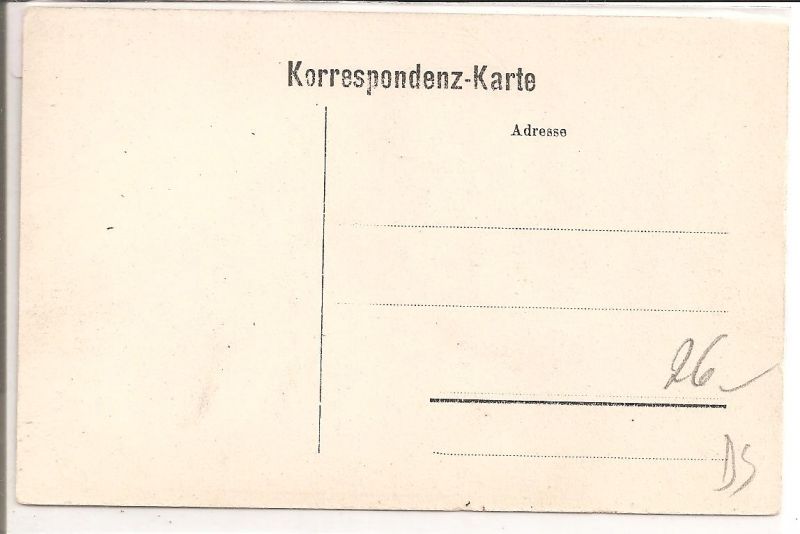 Korrespondenz-Karte
Adresse
26-
DS